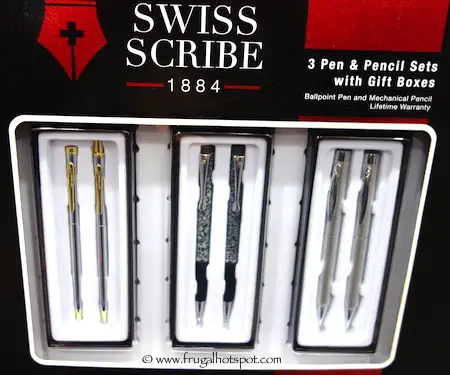 SWISS
SCRIBE
1884
3 Pen & Pencil Sets
with Gift Boxes
Ballpoint Pen and Mechanical Pencil
Lifetime Warranty
© www.frugalhotspot.com